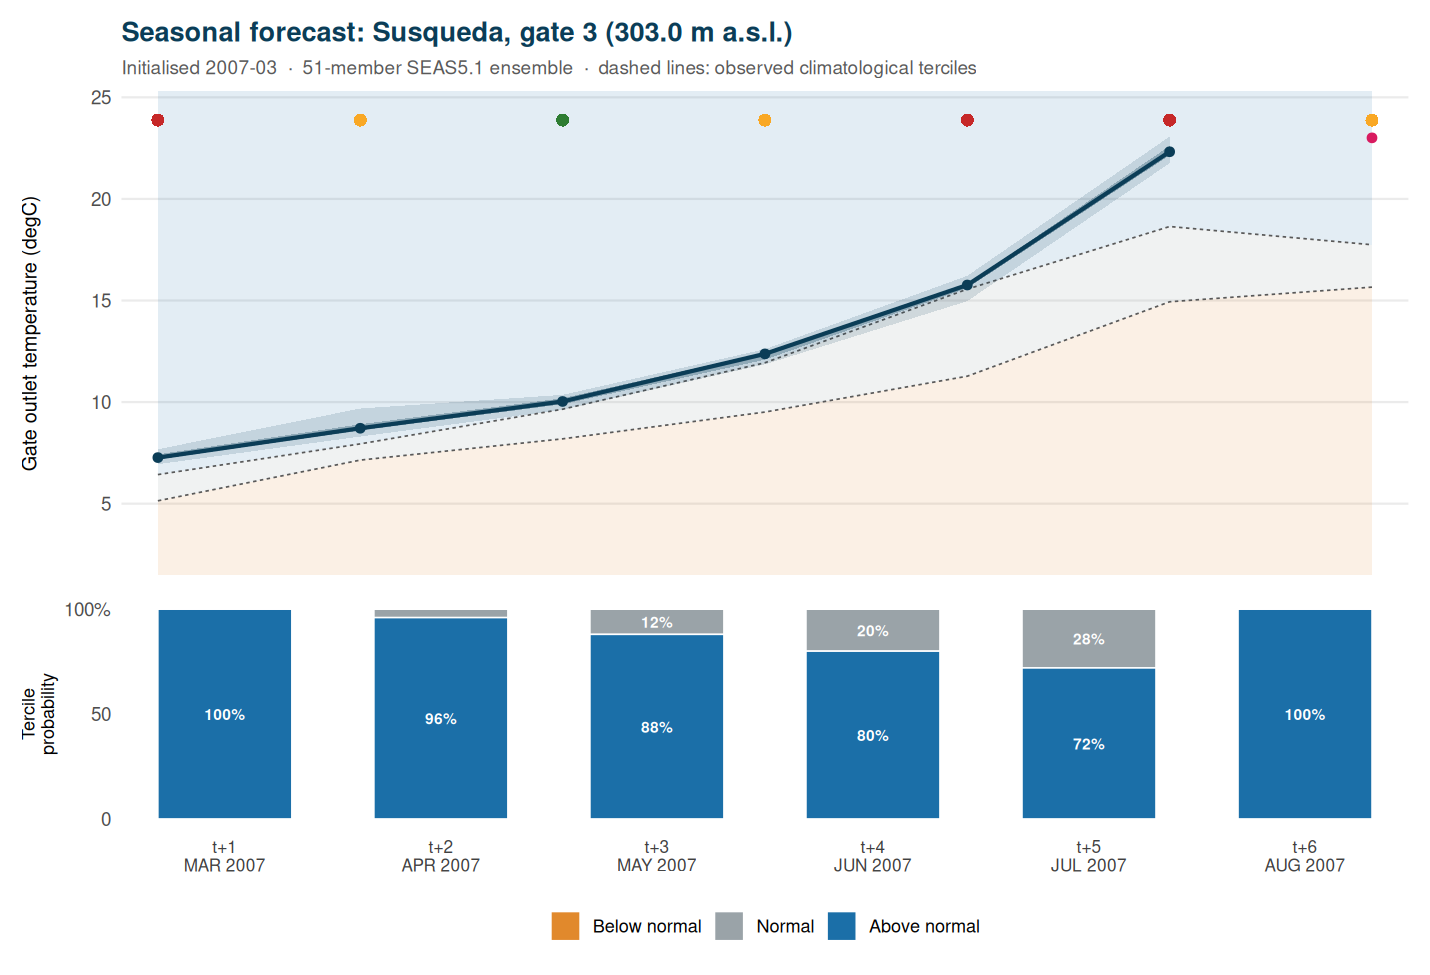 Seasonal forecast: Susqueda, gate 3 (303.0 m a.s.l.)
Initialised 2007-03 · 51-member SEAS5.1 ensemble · dashed lines: observed climatological terciles
Gate outlet temperature (degC)
25
20
15
10
5
Tercile
probability
100%
50
0
100%
96%
12%
88%
20%
80%
28%
72%
100%
t+1
MAR 2007
t+2
APR 2007
t+3
MAY 2007
t+4
JUN 2007
t+5
JUL 2007
t+6
AUG 2007
Below normal
Normal
Above normal